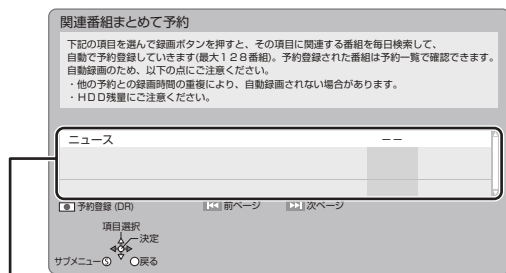 関連番組まとめて予約
下記の項目を選んで録画ボタンを押すと、その項目に関連する番組を毎日検索して、
自動で予約登録していきます(最大128番組)。予約登録された番組は予約一覧で確認できます。
自動録画のため、以下の点にご注意ください。
・他の予約との録画時間の重複により、自動録画されない場合があります。
・HDD残量にご注意ください。
ニュース －－
予約登録 (DR) 前ページ 次ページ
項目選択
決定
サブメニュー Ⓢ 戻る